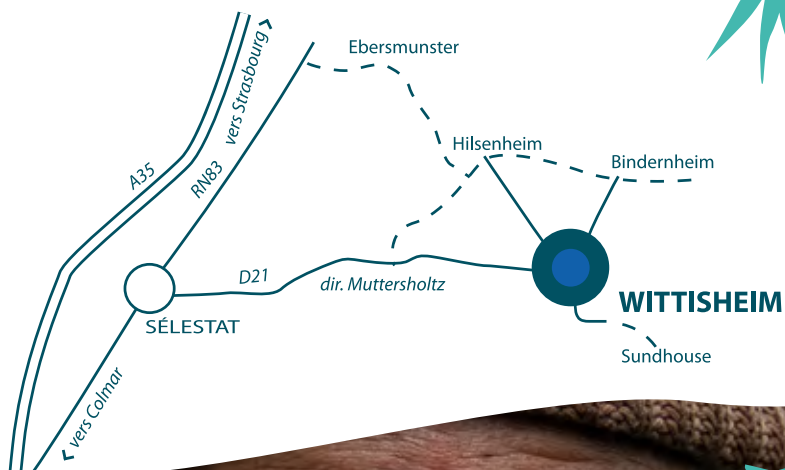 Ebersmunster
vers Strasbourg >
A35
RN83
Hilsenheim
Bindernheim
D21
dir. Muttersholtz
SÉLESTAT
WITTISHEIM
Sundhouse
< vers Colmar